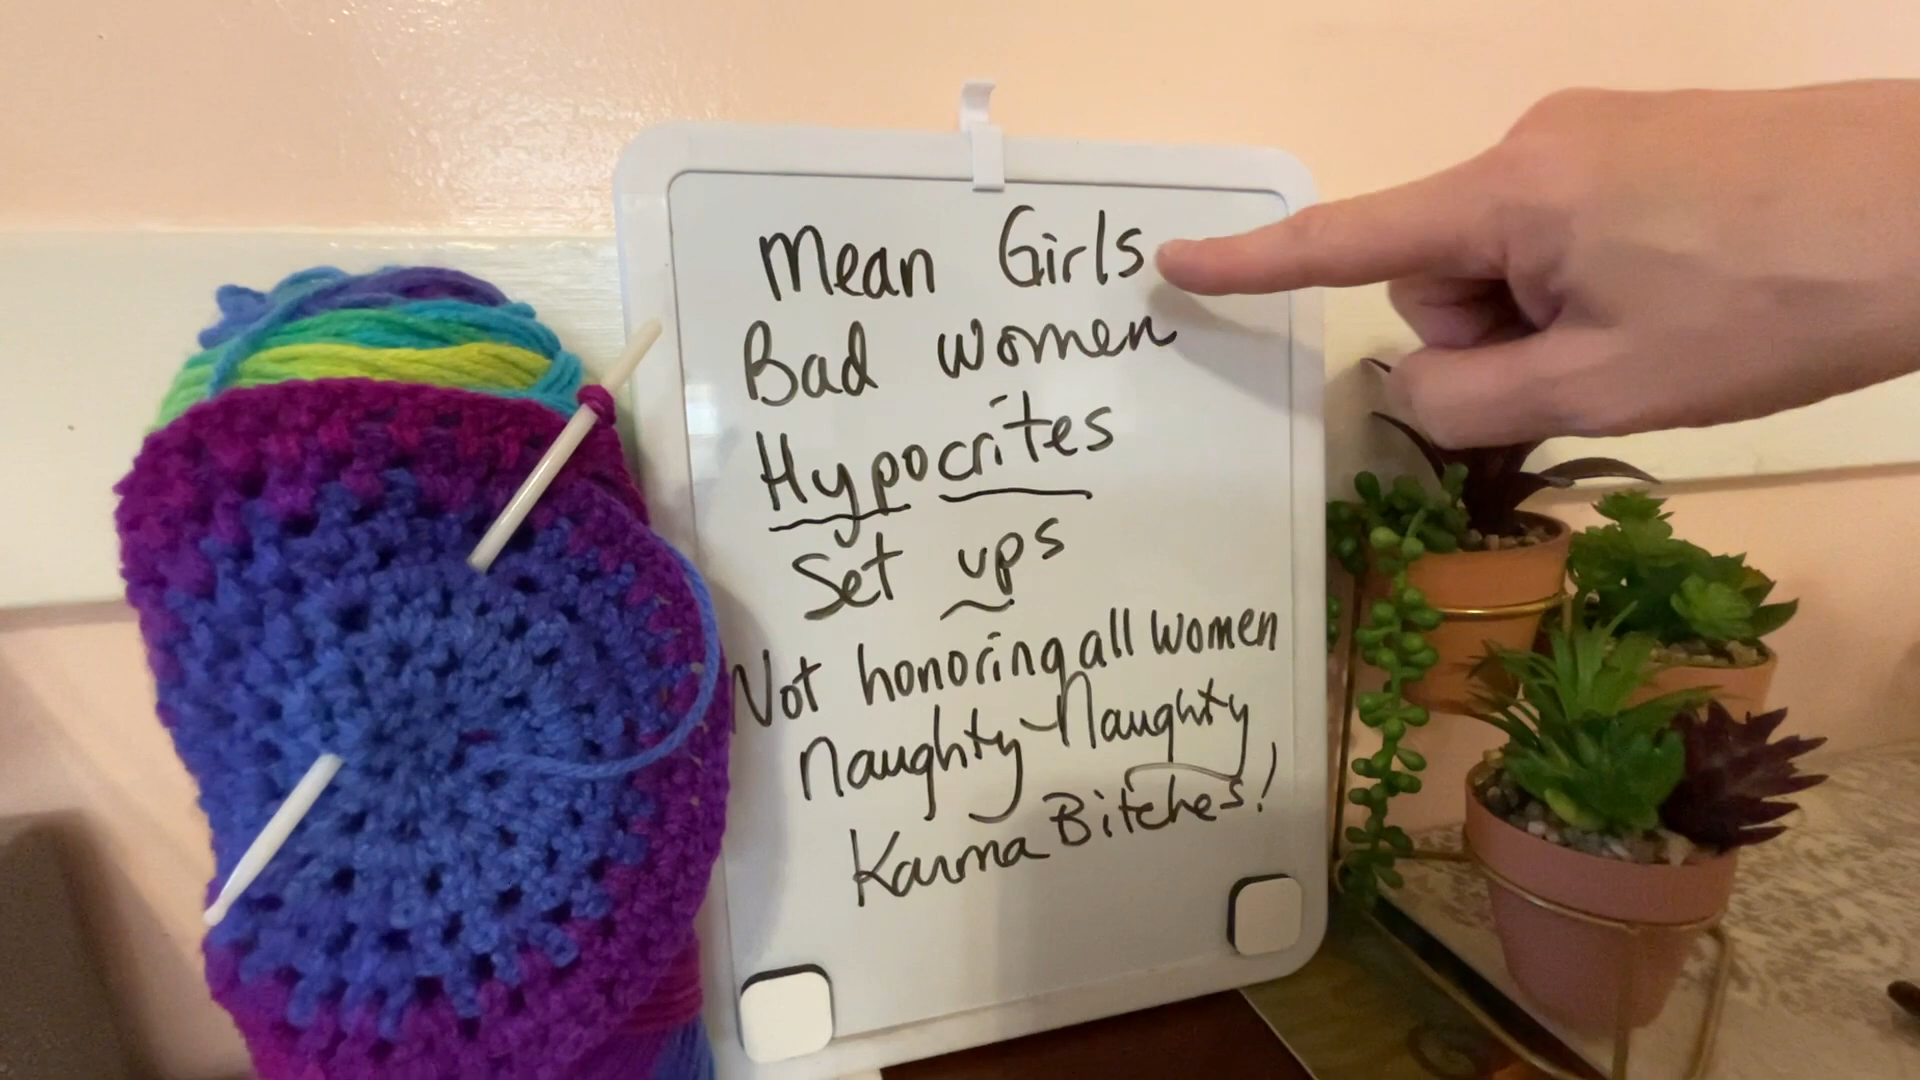 Mean Girls
Bad women
Hypocrites
Set ups
Not honoring all women
Naughty-Naughty
Karma Bitches!